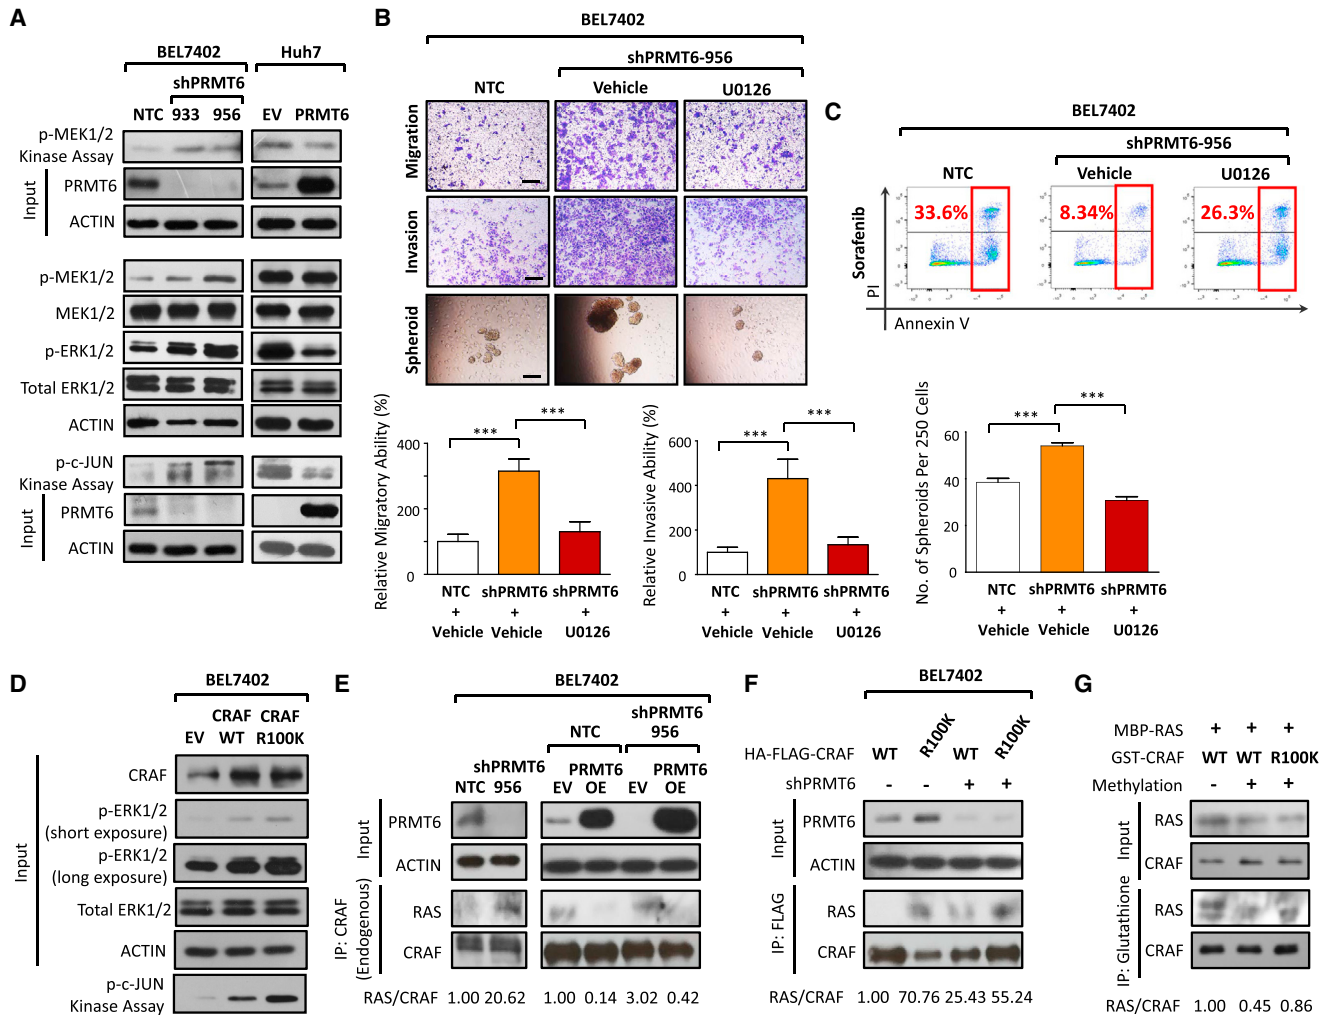 A
BEL7402
Huh7
shPRMT6
NTC 933 956
EV PRMT6
p-MEK1/2
Kinase Assay
Input
PRMT6
ACTIN
p-MEK1/2
MEK1/2
p-ERK1/2
Total ERK1/2
ACTIN
p-c-JUN
Kinase Assay
Input
PRMT6
ACTIN
B
BEL7402
shPRMT6-956
NTC
Vehicle
U0126
Migration
Invasion
Spheroid
Relative Migratory Ability (%)
400
200
0
***
***
NTC
+
Vehicle
shPRMT6
+
Vehicle
shPRMT6
+
U0126
Relative Invasive Ability (%)
600
400
200
0
***
***
NTC
+
Vehicle
shPRMT6
+
Vehicle
shPRMT6
+
U0126
No. of Spheroids Per 250 Cells
60
40
20
0
***
***
NTC
+
Vehicle
shPRMT6
+
Vehicle
shPRMT6
+
U0126
C
BEL7402
shPRMT6-956
NTC
Vehicle
U0126
Sorafenib
PI
33.6%
8.34%
26.3%
Annexin V
D
BEL7402
EV
CRAF
WT
CRAF
R100K
Input
CRAF
p-ERK1/2
(short exposure)
p-ERK1/2
(long exposure)
Total ERK1/2
ACTIN
p-c-JUN
Kinase Assay
E
BEL7402
shPRMT6
NTC 956
NTC
shPRMT6
956
EV
PRMT6
OE
EV
PRMT6
OE
Input
PRMT6
ACTIN
IP: CRAF
(Endogenous)
RAS
CRAF
RAS/CRAF 1.00 20.62 1.00 0.14 3.02 0.42
F
BEL7402
HA-FLAG-CRAF WT R100K WT R100K
shPRMT6 - - + +
Input
PRMT6
ACTIN
IP: FLAG
RAS
CRAF
RAS/CRAF 1.00 70.76 25.43 55.24
G
MBP-RAS + + +
GST-CRAF WT WT R100K
Methylation - + +
Input
RAS
CRAF
IP: Glutathione
RAS
CRAF
RAS/CRAF 1.00 0.45 0.86